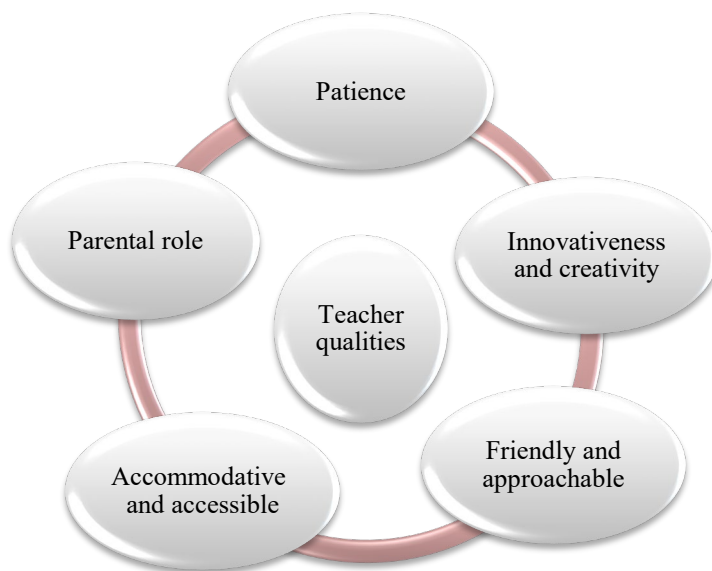 Patience
Innovativeness
and creativity
Friendly and
approachable
Accommodative
and accessible
Parental role
Teacher
qualities